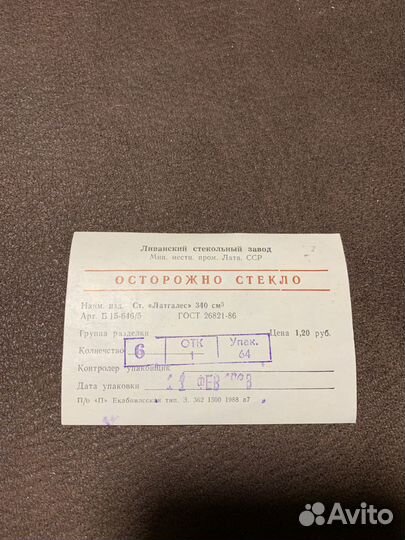 Ливанский стекольный завод
Мин. местн. пром. Латв. ССР
ОСТОРОЖНО СТЕКЛО
Наим. изд. Ст. «Латгалес» 340 см³
Арт. Б 15-646/5 ГОСТ 26821-86
Группа разделки Цена 1,20 руб.
Количество 6 ОТК 1 Упак. 64
Контролер упаковщик
Дата упаковки ФЕВ
П/о «П» Екабпилсская тип. З. 362 1500 1988 в7
Avito